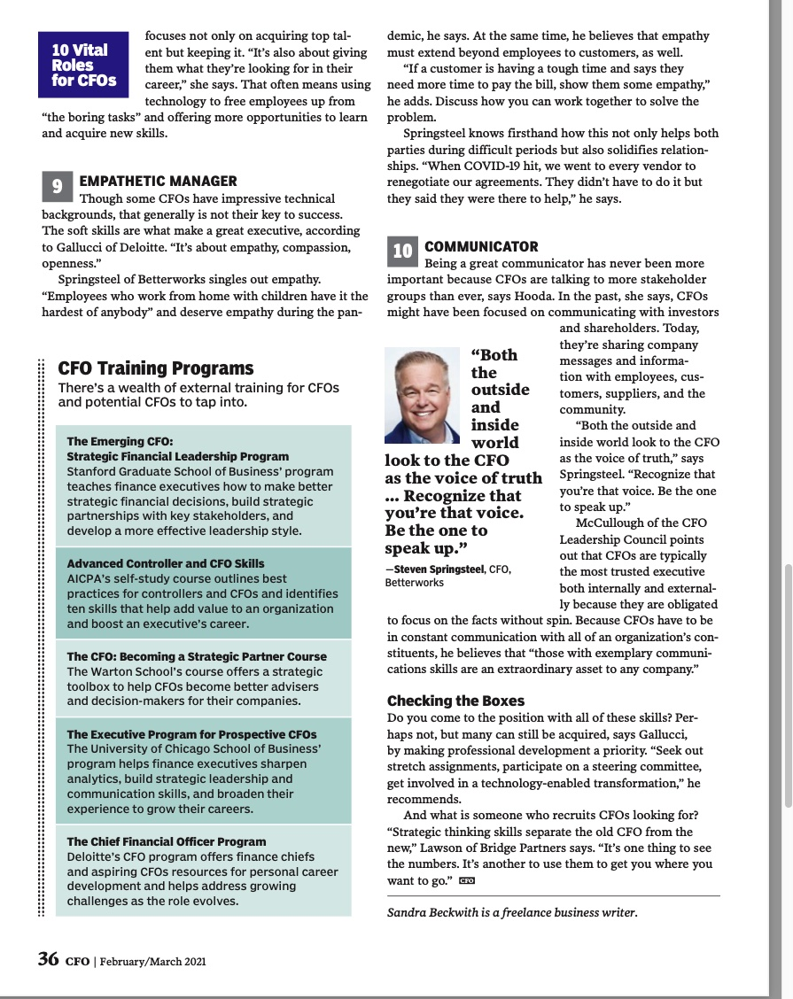 10 Vital
Roles
for CFOs
focuses not only on acquiring top tal-
ent but keeping it. “It’s also about giving
them what they’re looking for in their
career,” she says. That often means using
technology to free employees up from
“the boring tasks” and offering more opportunities to learn
and acquire new skills.
9 EMPATHETIC MANAGER
Though some CFOs have impressive technical
backgrounds, that generally is not their key to success.
The soft skills are what make a great executive, according
to Gallucci of Deloitte. “It’s about empathy, compassion,
openness.”
Springsteel of Betterworks singles out empathy.
“Employees who work from home with children have it the
hardest of anybody” and deserve empathy during the pan-
demic, he says. At the same time, he believes that empathy
must extend beyond employees to customers, as well.
“If a customer is having a tough time and says they
need more time to pay the bill, show them some empathy,”
he adds. Discuss how you can work together to solve the
problem.
Springsteel knows firsthand how this not only helps both
parties during difficult periods but also solidifies relation-
ships. “When COVID-19 hit, we went to every vendor to
renegotiate our agreements. They didn’t have to do it but
they said they were there to help,” he says.
10 COMMUNICATOR
Being a great communicator has never been more
important because CFOs are talking to more stakeholder
groups than ever, says Hooda. In the past, she says, CFOs
might have been focused on communicating with investors
and shareholders. Today,
they’re sharing company
messages and informa-
tion with employees, cus-
tomers, suppliers, and the
community.
“Both the outside and
inside world look to the CFO
as the voice of truth,” says
Springsteel. “Recognize that
you’re that voice. Be the one
to speak up.”
McCullough of the CFO
Leadership Council points
out that CFOs are typically
the most trusted executive
both internally and external-
ly because they are obligated
to focus on the facts without spin. Because CFOs have to be
in constant communication with all of an organization’s con-
stituents, he believes that “those with exemplary communi-
cations skills are an extraordinary asset to any company.”
“Both
the
outside
and
inside
world
look to the CFO
as the voice of truth
... Recognize that
you’re that voice.
Be the one to
speak up.”
—Steven Springsteel, CFO,
Betterworks
Checking the Boxes
Do you come to the position with all of these skills? Per-
haps not, but many can still be acquired, says Gallucci,
by making professional development a priority. “Seek out
stretch assignments, participate on a steering committee,
get involved in a technology-enabled transformation,” he
recommends.
And what is someone who recruits CFOs looking for?
“Strategic thinking skills separate the old CFO from the
new,” Lawson of Bridge Partners says. “It’s one thing to see
the numbers. It’s another to use them to get you where you
want to go.” CFO
Sandra Beckwith is a freelance business writer.
CFO Training Programs
There’s a wealth of external training for CFOs
and potential CFOs to tap into.
The Emerging CFO:
Strategic Financial Leadership Program
Stanford Graduate School of Business’ program
teaches finance executives how to make better
strategic financial decisions, build strategic
partnerships with key stakeholders, and
develop a more effective leadership style.
Advanced Controller and CFO Skills
AICPA’s self-study course outlines best
practices for controllers and CFOs and identifies
ten skills that help add value to an organization
and boost an executive’s career.
The CFO: Becoming a Strategic Partner Course
The Warton School’s course offers a strategic
toolbox to help CFOs become better advisers
and decision-makers for their companies.
The Executive Program for Prospective CFOs
The University of Chicago School of Business’
program helps finance executives sharpen
analytics, build strategic leadership and
communication skills, and broaden their
experience to grow their careers.
The Chief Financial Officer Program
Deloitte’s CFO program offers finance chiefs
and aspiring CFOs resources for personal career
development and helps address growing
challenges as the role evolves.
36 CFO | February/March 2021